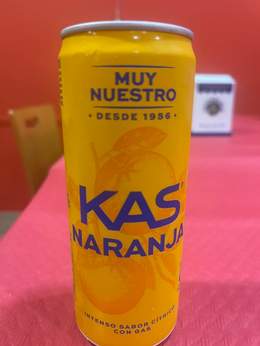 MUY
NUESTRO
• DESDE 1956 •
KAS
NARANJA
INTENSO SABOR CÍTRICO
CON GAS